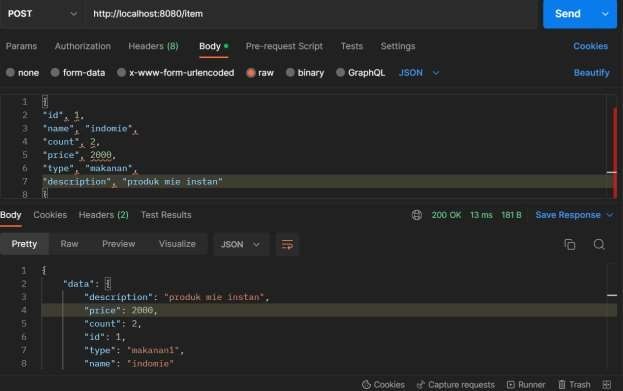 POST http://localhost:8080/item Send
Params Authorization Headers (8) Body Pre-request Script Tests Settings Cookies
none form-data x-www-form-urlencoded raw binary GraphQL JSON Beautify
1 {
2 "id", 1,
3 "name", "indomie",
4 "count", 2,
5 "price", 2000,
6 "type", "makanan",
7 "description", "produk mie instan"
8 }
Body Cookies Headers (2) Test Results 200 OK 13 ms 181 B Save Response
Pretty Raw Preview Visualize JSON
1 {
2 "data": {
3 "description": "produk mie instan",
4 "price": 2000,
5 "count": 2,
6 "id": 1,
7 "type": "makanan1",
8 "name": "indomie"
Cookies Capture requests Runner Trash